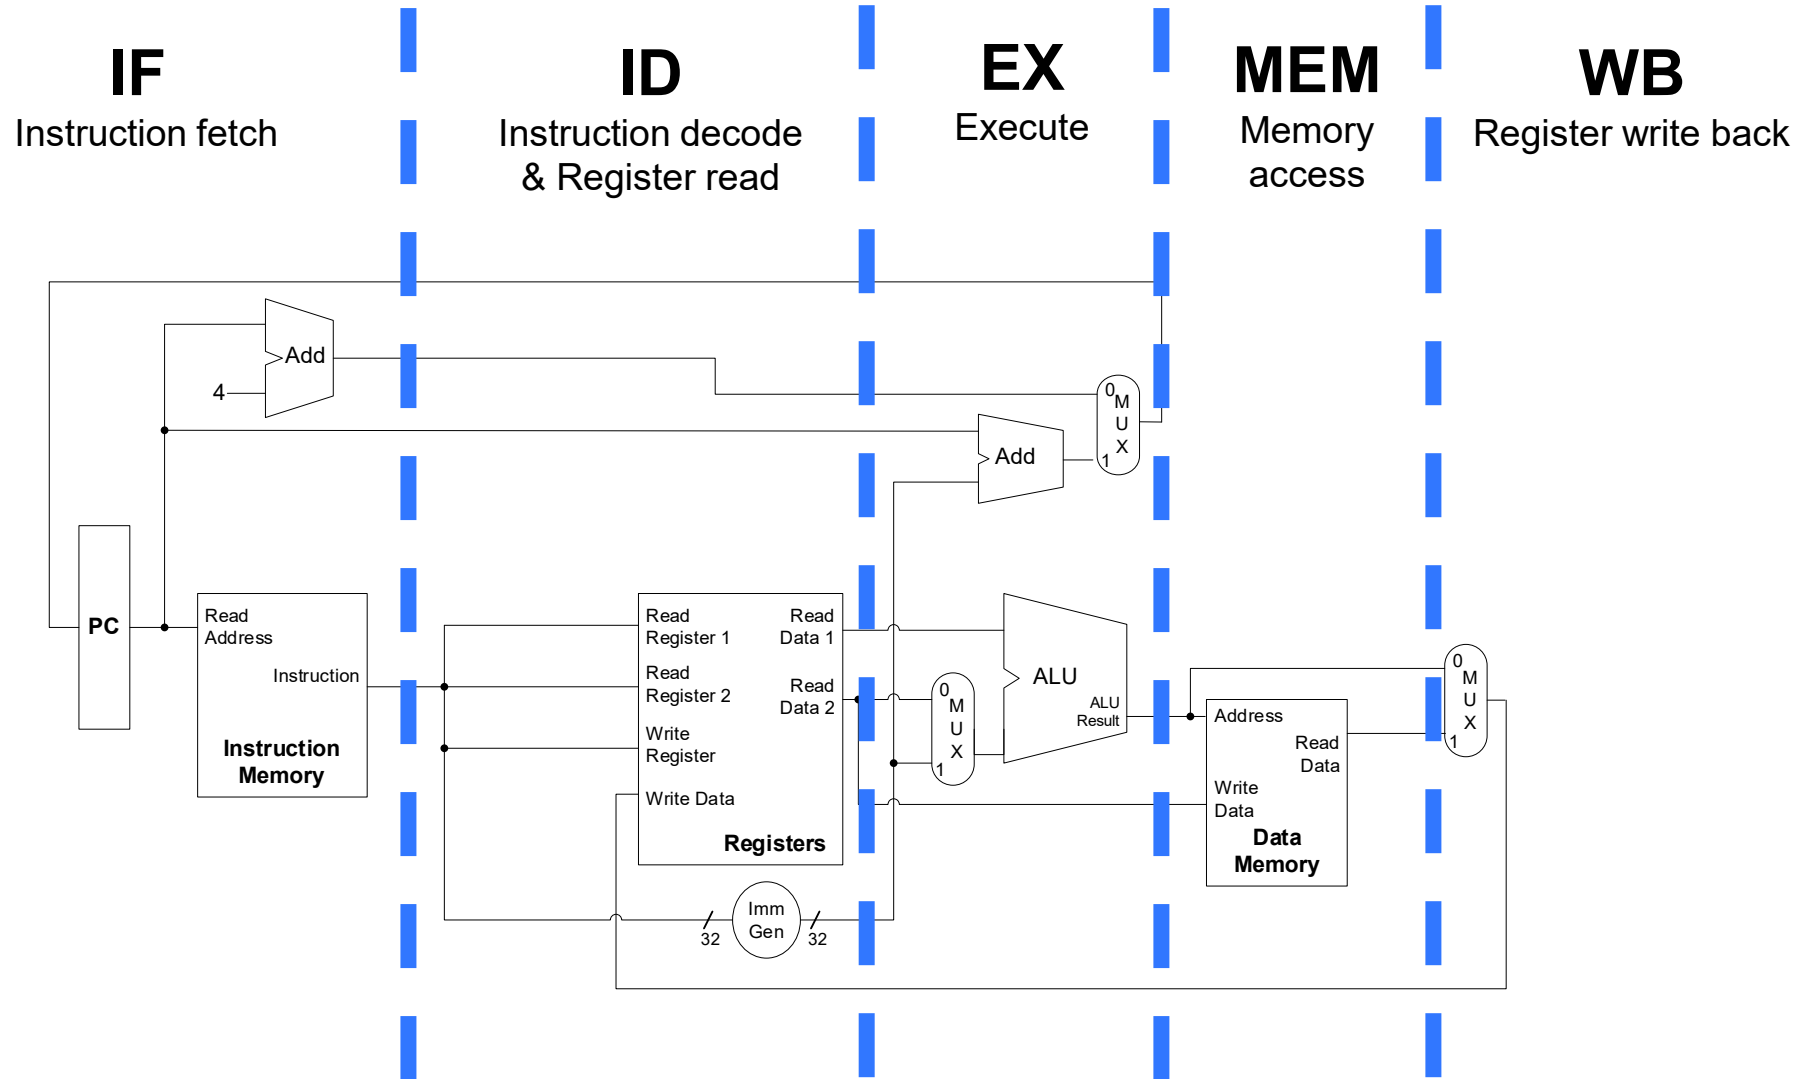 IF
Instruction fetch
ID
Instruction decode
& Register read
EX
Execute
MEM
Memory
access
WB
Register write back
Add
4
0
M
U
X
1
Add
PC
Read
Address
Instruction
Instruction
Memory
Read
Register 1
Read
Register 2
Write
Register
Write Data
Read
Data 1
Read
Data 2
Registers
Imm
Gen
32
32
0
M
U
X
1
ALU
ALU
Result
Address
Read
Data
Write
Data
Data
Memory
0
M
U
X
1